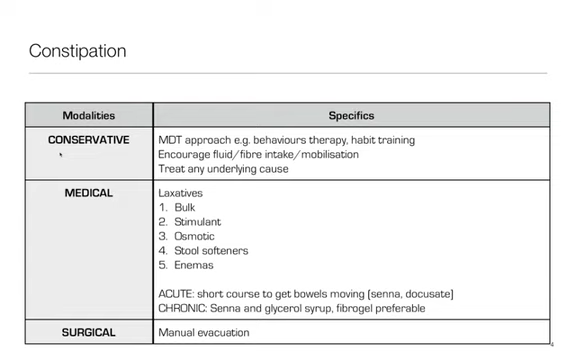 Constipation
Modalities Specifics
CONSERVATIVE MDT approach e.g. behaviours therapy, habit training
Encourage fluid/fibre intake/mobilisation
Treat any underlying cause
MEDICAL Laxatives
1. Bulk
2. Stimulant
3. Osmotic
4. Stool softeners
5. Enemas
ACUTE: short course to get bowels moving (senna, docusate)
CHRONIC: Senna and glycerol syrup, fibrogel preferable
SURGICAL Manual evacuation
4